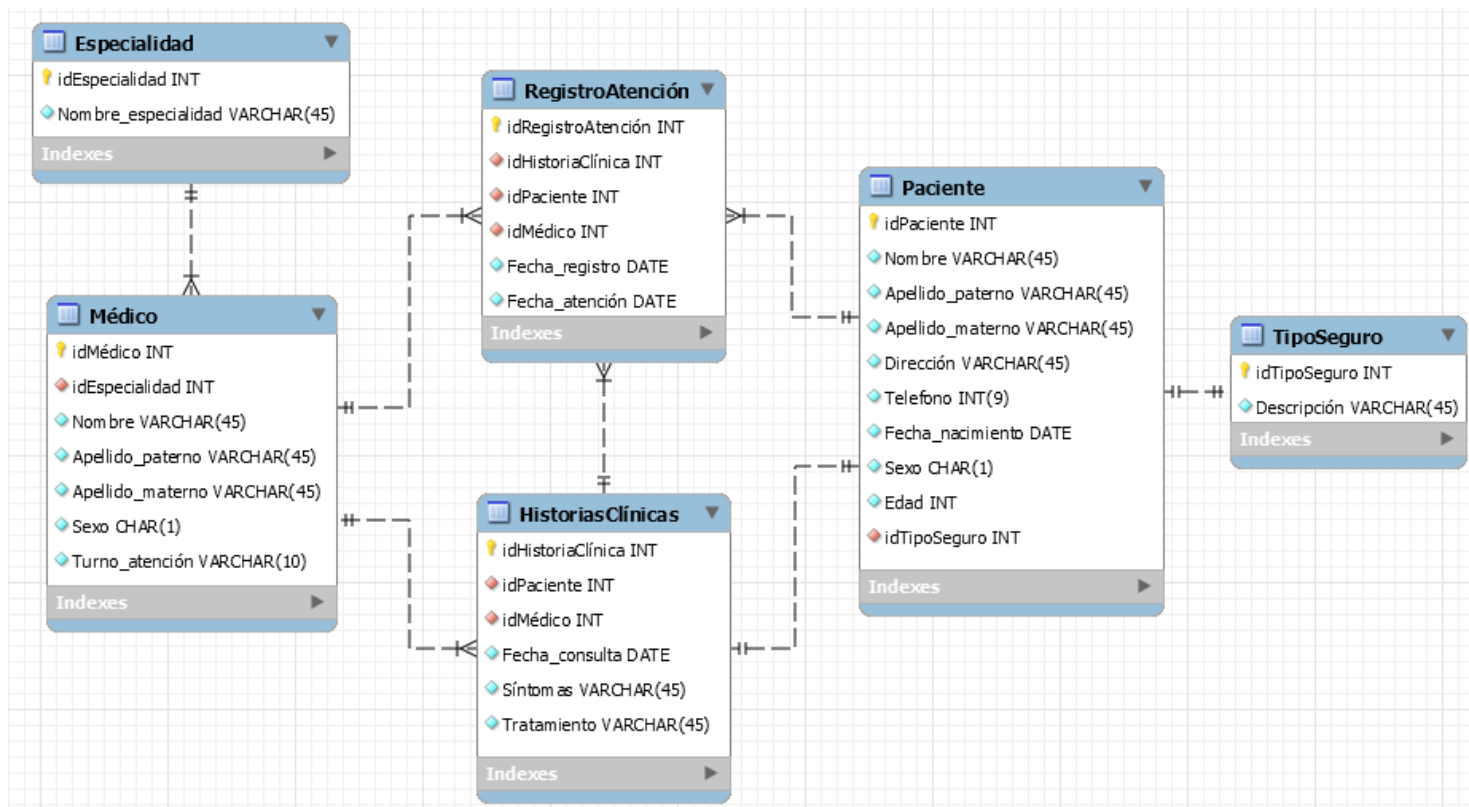 Especialidad
idEspecialidad INT
Nombre_especialidad VARCHAR(45)
Indexes
Médico
idMédico INT
idEspecialidad INT
Nombre VARCHAR(45)
Apellido_paterno VARCHAR(45)
Apellido_materno VARCHAR(45)
Sexo CHAR(1)
Turno_atención VARCHAR(10)
Indexes
RegistroAtención
idRegistroAtención INT
idHistoriaClínica INT
idPaciente INT
idMédico INT
Fecha_registro DATE
Fecha_atención DATE
Indexes
HistoriasClínicas
idHistoriaClínica INT
idPaciente INT
idMédico INT
Fecha_consulta DATE
Síntomas VARCHAR(45)
Tratamiento VARCHAR(45)
Indexes
Paciente
idPaciente INT
Nombre VARCHAR(45)
Apellido_paterno VARCHAR(45)
Apellido_materno VARCHAR(45)
Dirección VARCHAR(45)
Telefono INT(9)
Fecha_nacimiento DATE
Sexo CHAR(1)
Edad INT
idTipoSeguro INT
Indexes
TipoSeguro
idTipoSeguro INT
Descripción VARCHAR(45)
Indexes